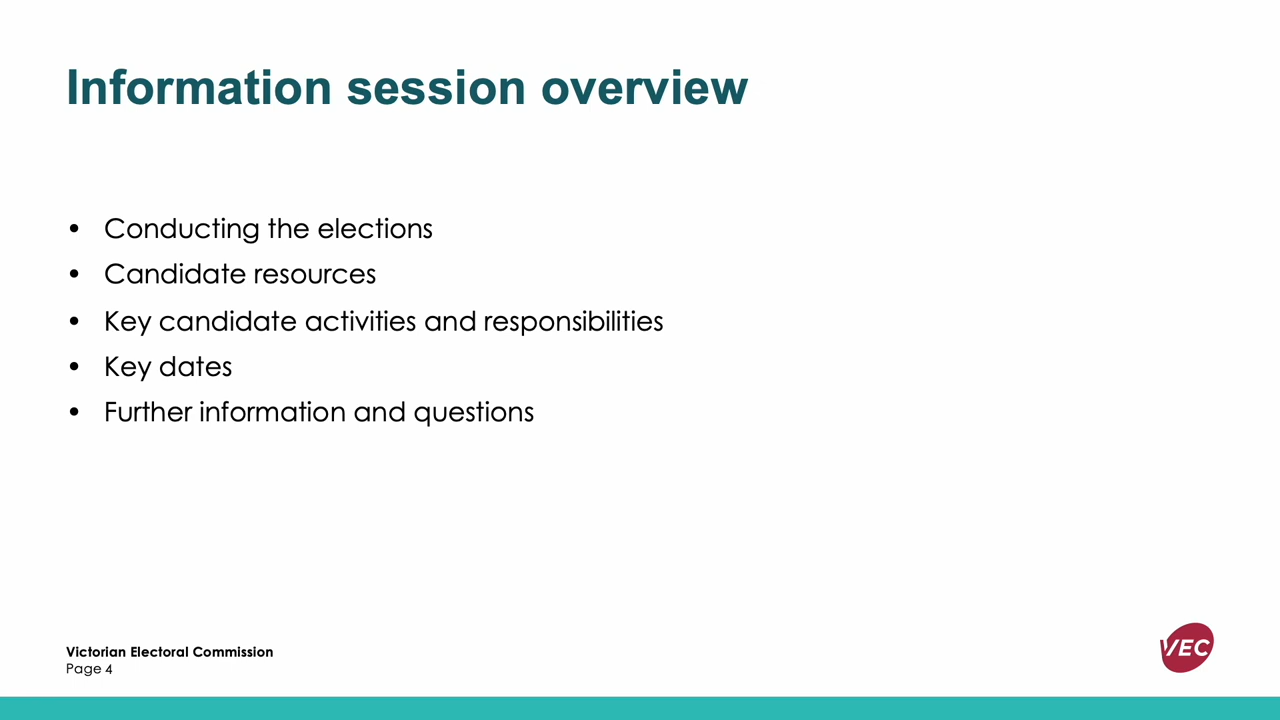 Information session overview
• Conducting the elections
• Candidate resources
• Key candidate activities and responsibilities
• Key dates
• Further information and questions
Victorian Electoral Commission
Page 4
VEC